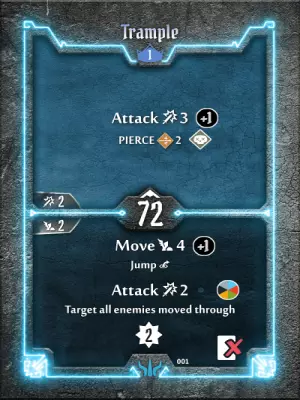 Trample
1
Attack 3 +1
PIERCE 2
2
72
2
Move 4 +1
Jump
Attack 2
Target all enemies moved through
2
001